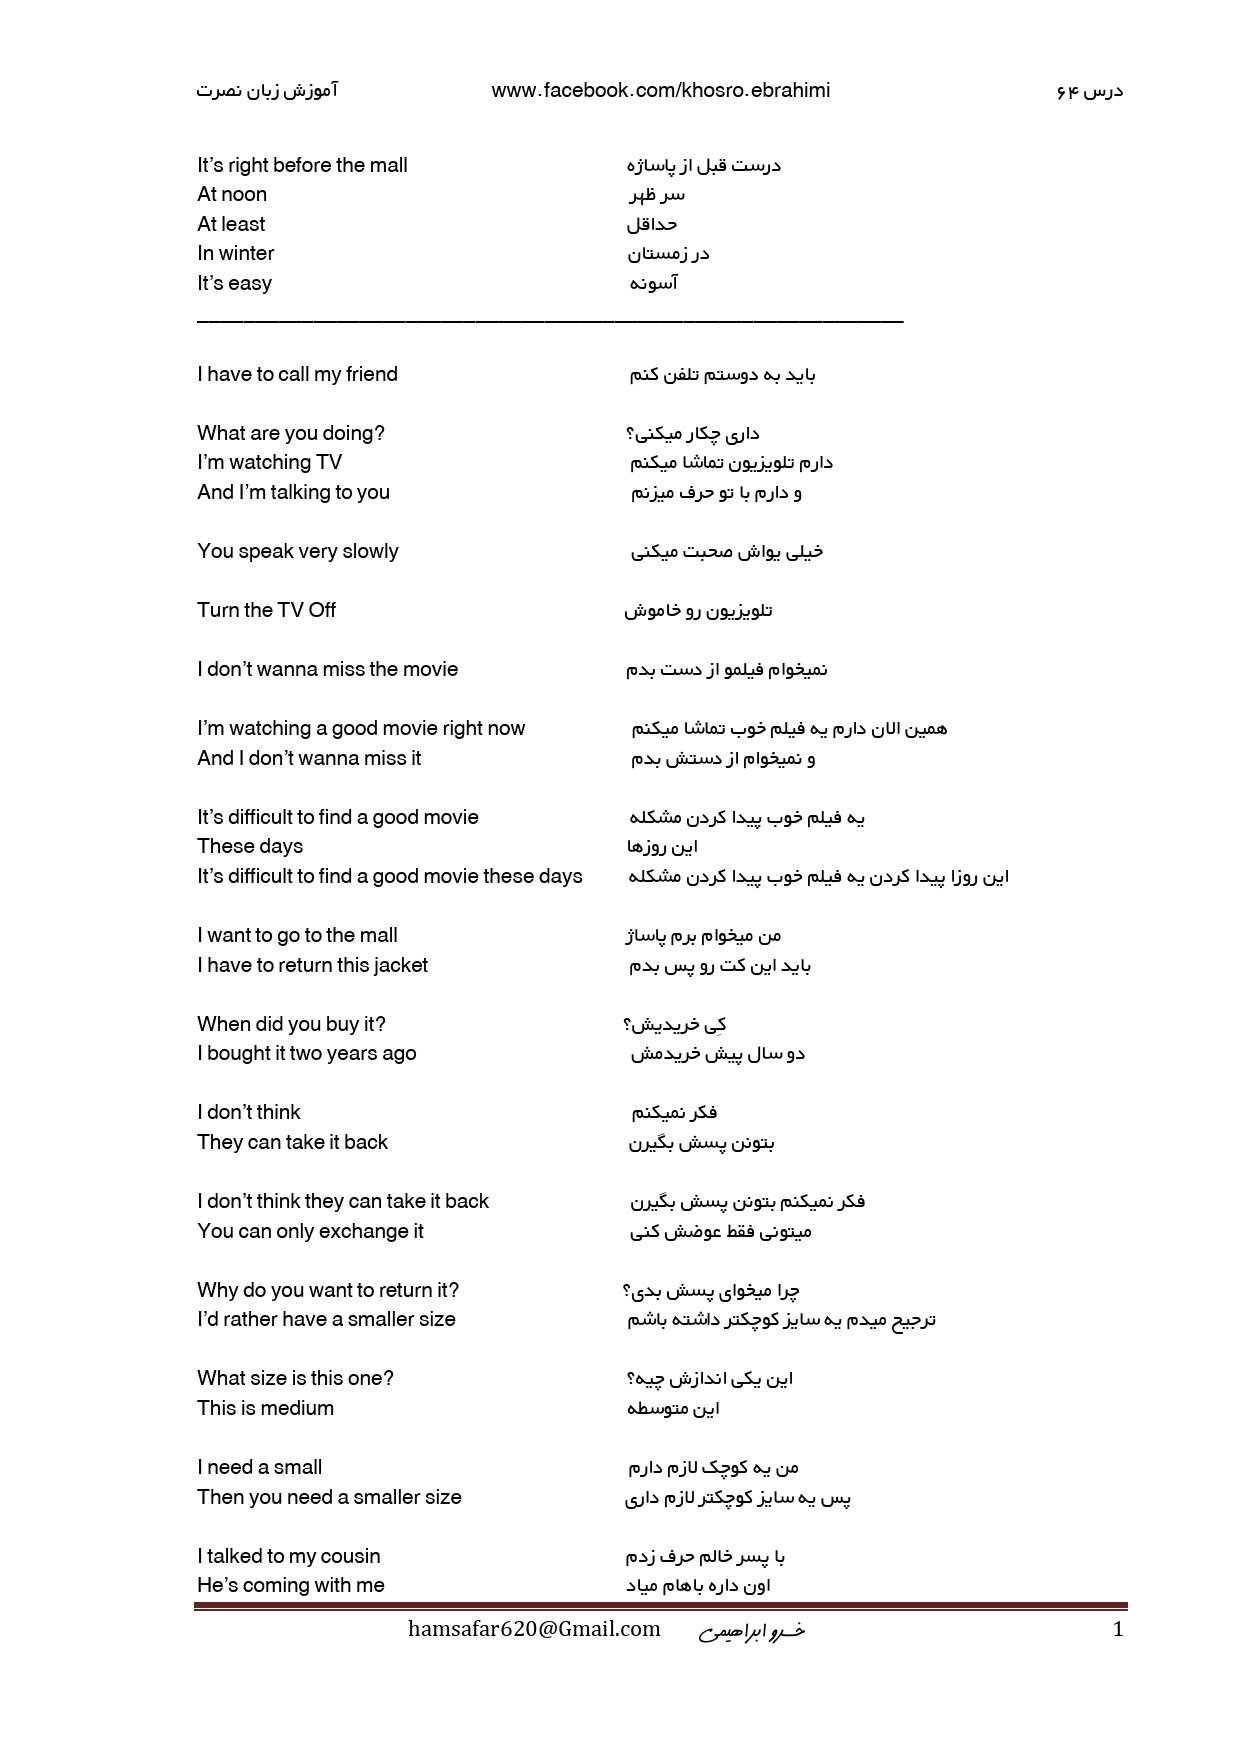 آموزش زبان نصرت www.facebook.com/khosro.ebrahimi درس ۶۴
It’s right before the mall درست قبل از پاساژه
At noon سر ظهر
At least حداقل
In winter در زمستان
It’s easy آسونه
I have to call my friend باید به دوستم تلفن کنم
What are you doing? داری چکار میکنی؟
I’m watching TV دارم تلویزیون تماشا میکنم
And I’m talking to you و دارم با تو حرف میزنم
You speak very slowly خیلی یواش صحبت میکنی
Turn the TV Off تلویزیون رو خاموش
I don’t wanna miss the movie نمیخوام فیلمو از دست بدم
I’m watching a good movie right now همین الان دارم یه فیلم خوب تماشا میکنم
And I don’t wanna miss it و نمیخوام از دستش بدم
It’s difficult to find a good movie یه فیلم خوب پیدا کردن مشکله
These days این روزها
It’s difficult to find a good movie these days این روزا پیدا کردن یه فیلم خوب پیدا کردن مشکله
I want to go to the mall من میخوام برم پاساژ
I have to return this jacket باید این کت رو پس بدم
When did you buy it? کِی خریدیش؟
I bought it two years ago دو سال پیش خریدمش
I don’t think فکر نمیکنم
They can take it back بتونن پسش بگیرن
I don’t think they can take it back فکر نمیکنم بتونن پسش بگیرن
You can only exchange it میتونی فقط عوضش کنی
Why do you want to return it? چرا میخوای پسش بدی؟
I’d rather have a smaller size ترجیح میدم یه سایز کوچکتر داشته باشم
What size is this one? این یکی اندازش چیه؟
This is medium این متوسطه
I need a small من یه کوچک لازم دارم
Then you need a smaller size پس یه سایز کوچکتر لازم داری
I talked to my cousin با پسر خالم حرف زدم
He’s coming with me اون داره باهام میاد
hamsafar620@Gmail.com خسرو ابراهیمی 1